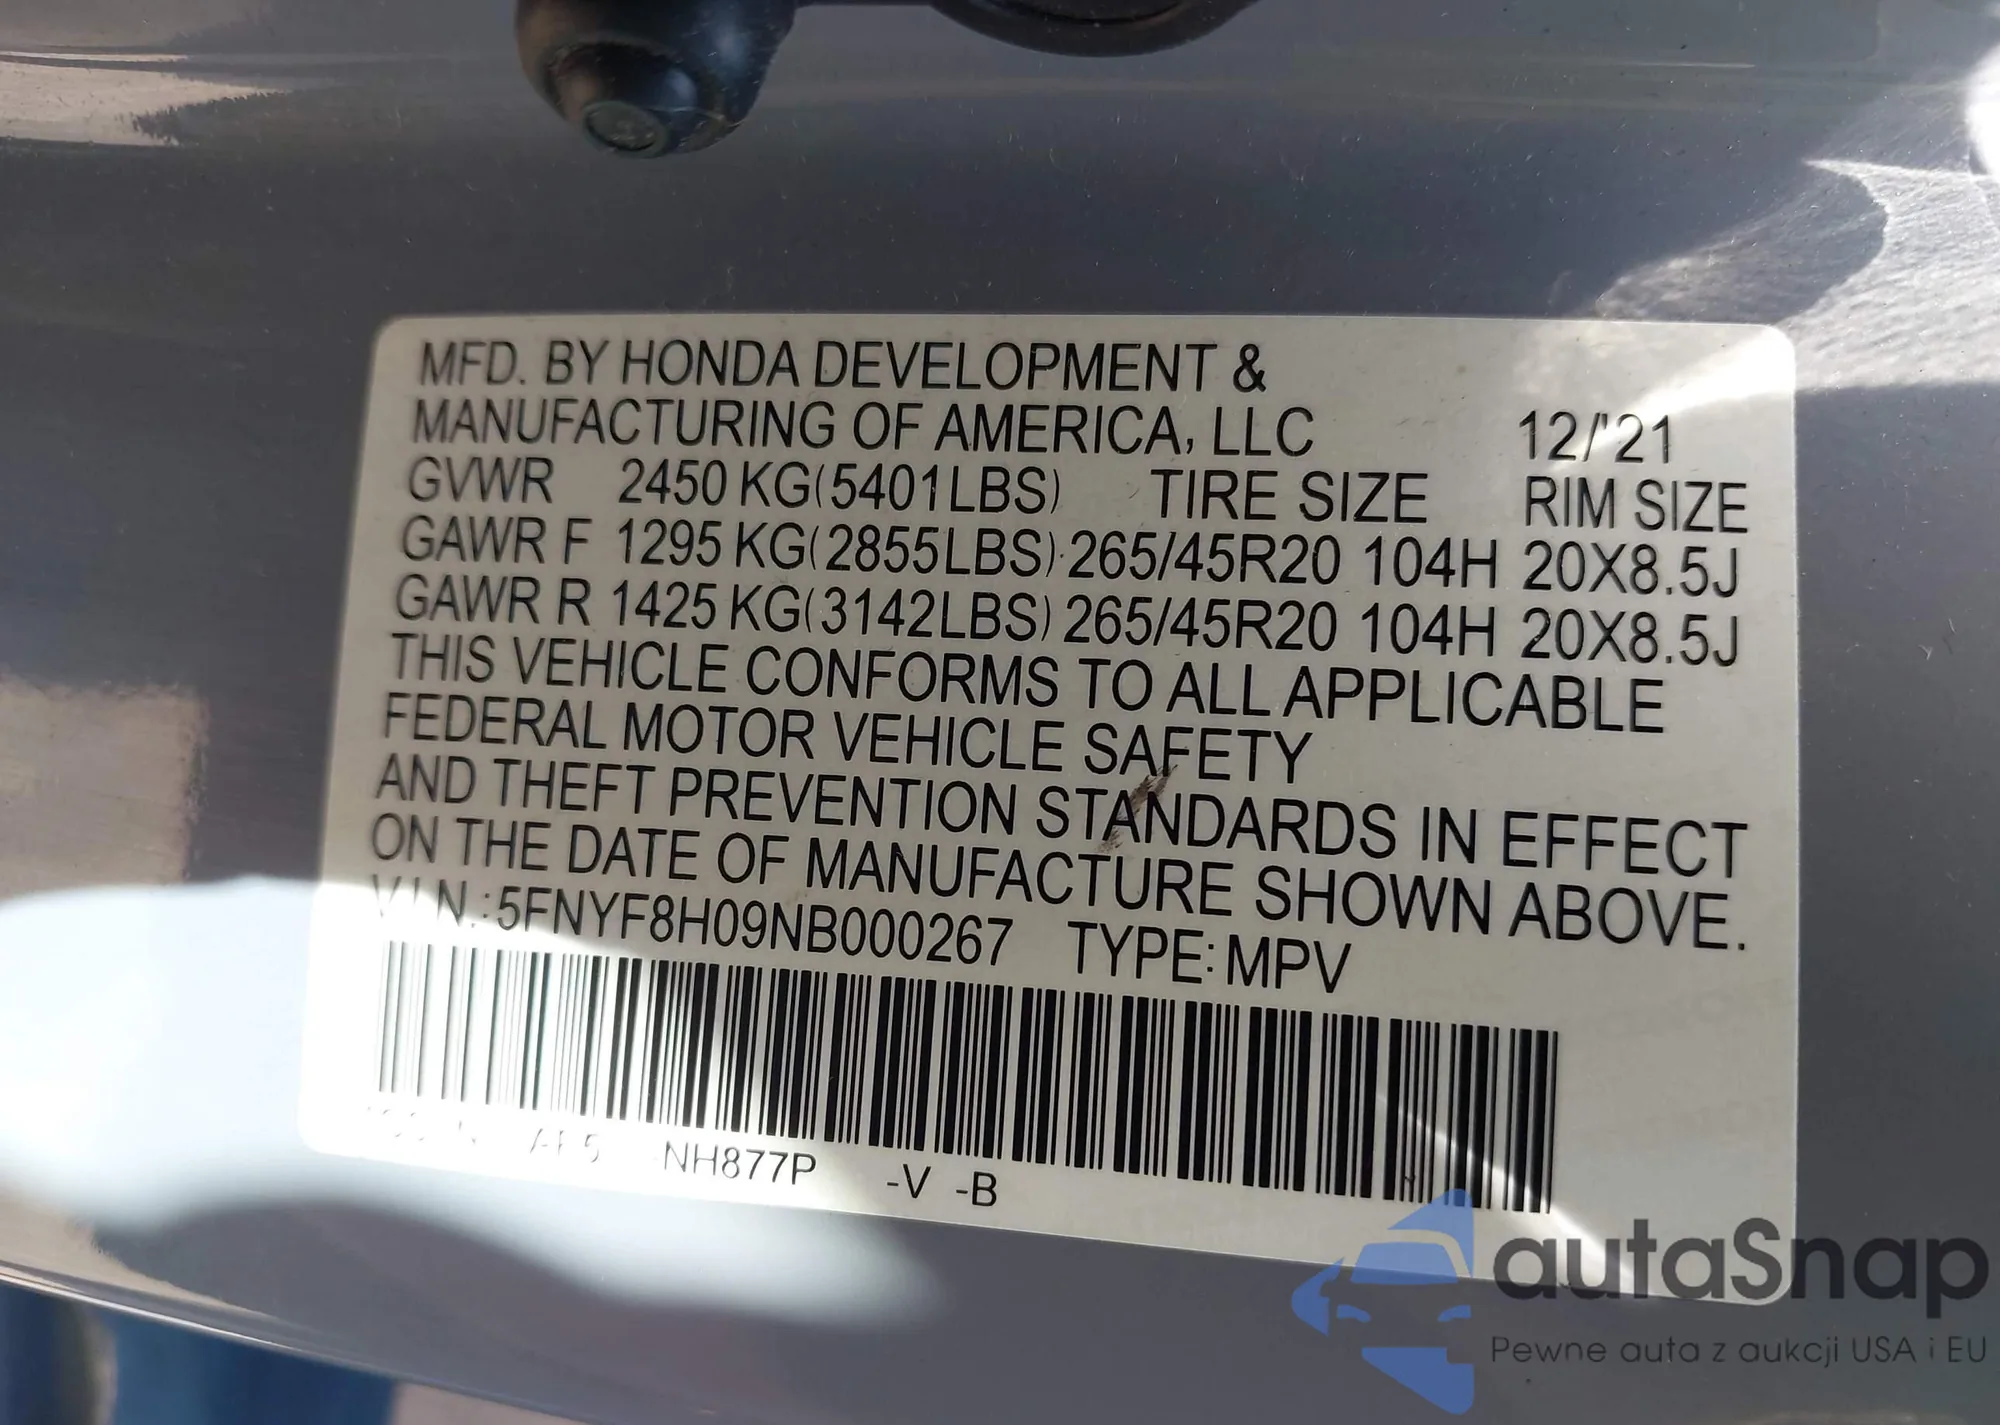 MFD. BY HONDA DEVELOPMENT &
MANUFACTURING OF AMERICA, LLC 12/'21
GVWR 2450 KG(5401LBS) TIRE SIZE RIM SIZE
GAWR F 1295 KG(2855LBS) 265/45R20 104H 20X8.5J
GAWR R 1425 KG(3142LBS) 265/45R20 104H 20X8.5J
THIS VEHICLE CONFORMS TO ALL APPLICABLE
FEDERAL MOTOR VEHICLE SAFETY
AND THEFT PREVENTION STANDARDS IN EFFECT
ON THE DATE OF MANUFACTURE SHOWN ABOVE.
V.I.N.:5FNYF8H09NB000267 TYPE: MPV
NH877P -V -B
autaSnap
Pewne auta z aukcji USA i EU